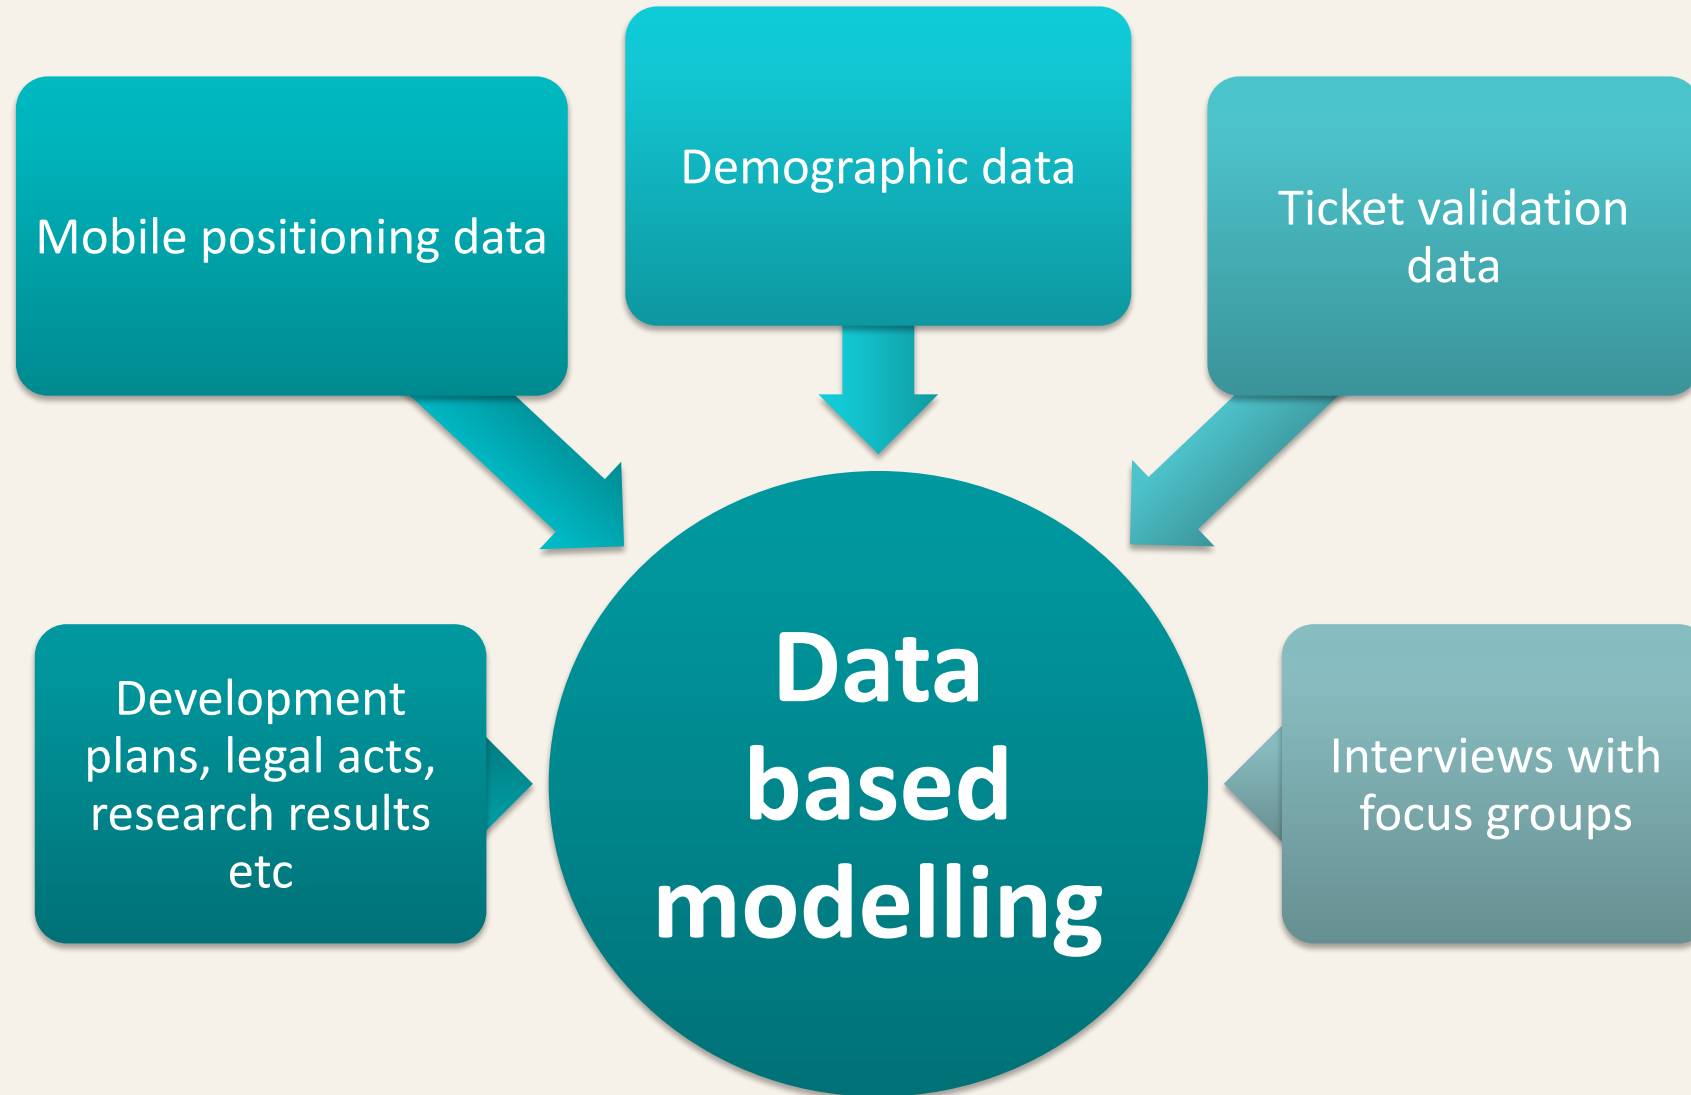 Demographic data
Mobile positioning data
Ticket validation
data
Development
plans, legal acts,
research results
etc
Data
based
modelling
Interviews with
focus groups